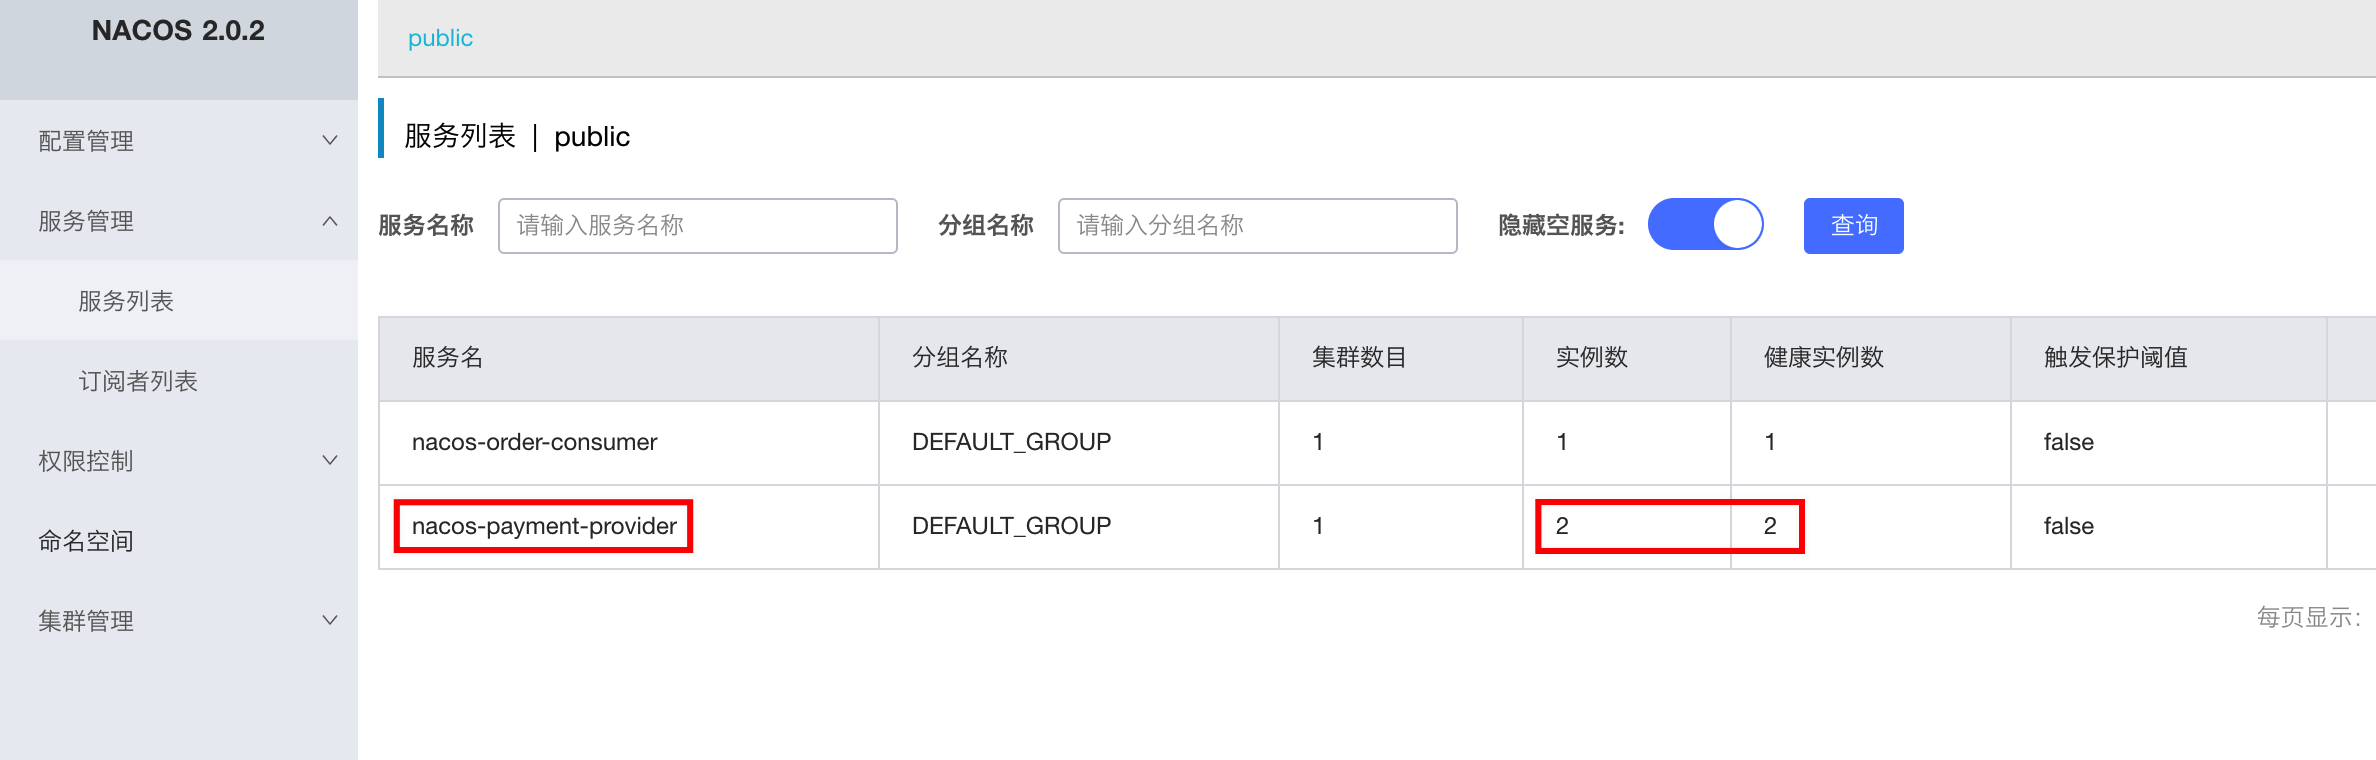 NACOS 2.0.2
配置管理
服务管理
服务列表
订阅者列表
权限控制
命名空间
集群管理
public
服务列表 | public
服务名称 请输入服务名称 分组名称 请输入分组名称 隐藏空服务: 查询
服务名 分组名称 集群数目 实例数 健康实例数 触发保护阈值
nacos-order-consumer DEFAULT_GROUP 1 1 1 false
nacos-payment-provider DEFAULT_GROUP 1 2 2 false
每页显示: